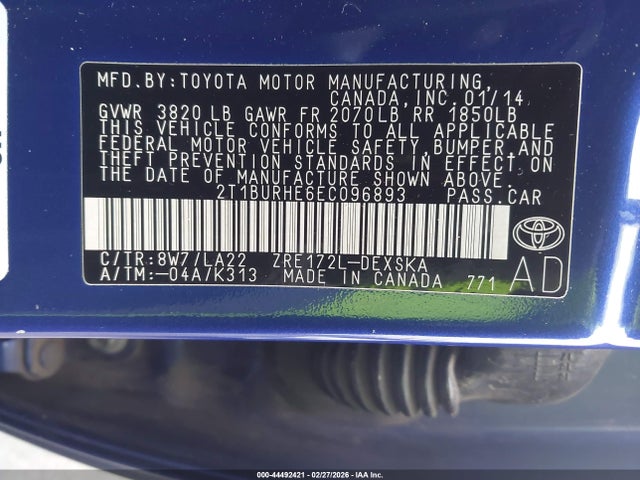 MFD.BY:TOYOTA MOTOR MANUFACTURING,
CANADA, INC. 01/14
GVWR 3820 LB GAWR FR 2070LB RR 1850LB
THIS VEHICLE CONFORMS TO ALL APPLICABLE
FEDERAL MOTOR VEHICLE SAFETY, BUMPER, AND
THEFT PREVENTION STANDARDS IN EFFECT ON
THE DATE OF MANUFACTURE SHOWN ABOVE.
2T1BURHE6EC096893 PASS.CAR
C/TR:8W7/LA22 ZRE172L-DEXSKA
A/TM:-04A/K313 MADE IN CANADA 771
AD
000-44492421 - 02/27/2026 - IAA Inc.